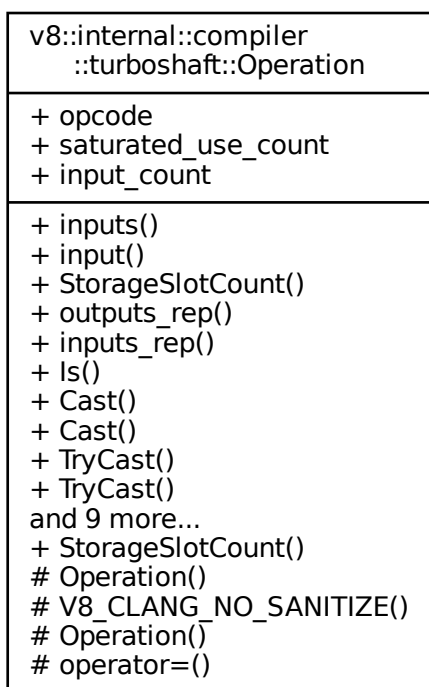 v8::internal::compiler
::turboshaft::Operation
+ opcode
+ saturated_use_count
+ input_count
+ inputs()
+ input()
+ StorageSlotCount()
+ outputs_rep()
+ inputs_rep()
+ Is()
+ Cast()
+ Cast()
+ TryCast()
+ TryCast()
and 9 more...
+ StorageSlotCount()
# Operation()
# V8_CLANG_NO_SANITIZE()
# Operation()
# operator=()